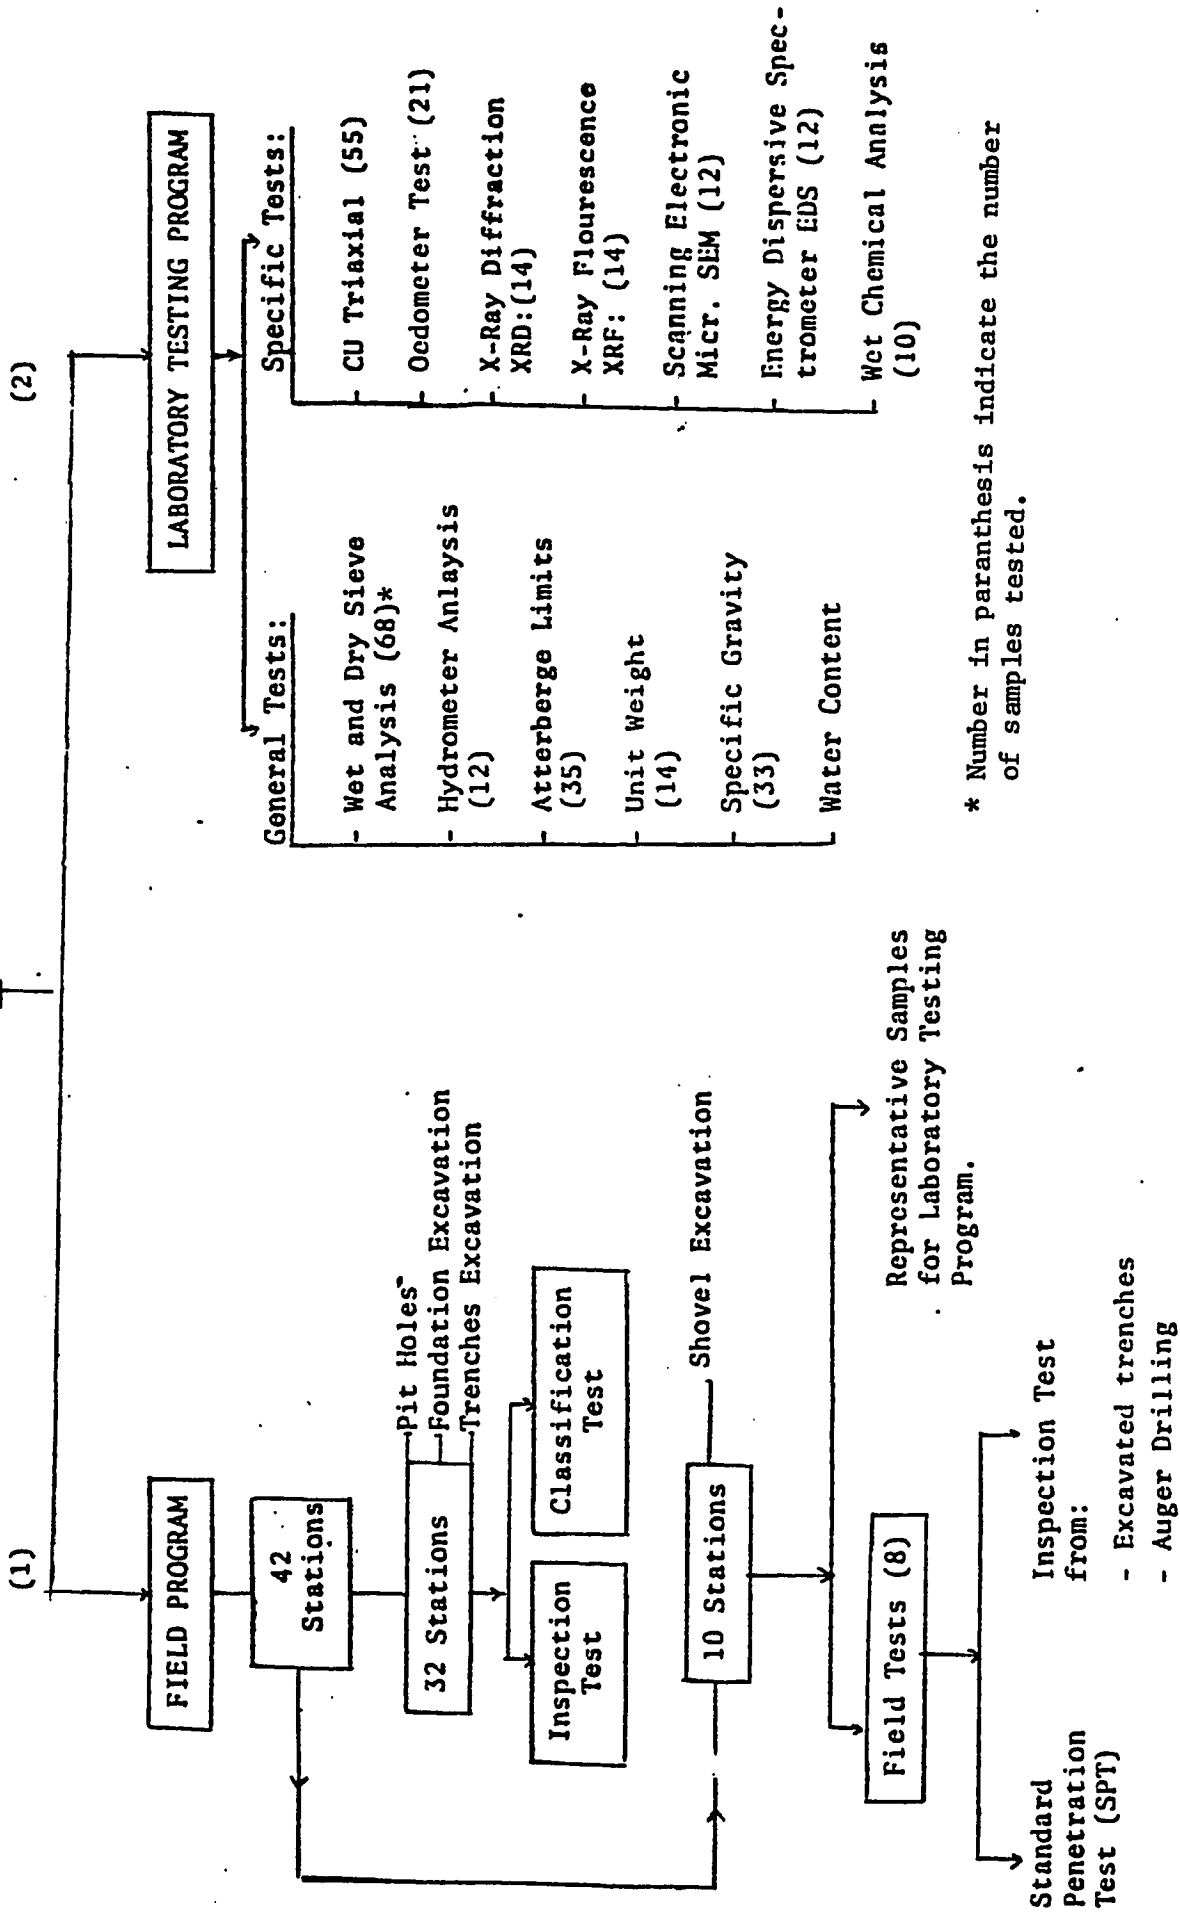 (1)
FIELD PROGRAM
42
Stations
32 Stations
Pit Holes
Foundation Excavation
Trenches Excavation
Inspection
Test
Classification
Test
10 Stations
Shovel Excavation
Field Tests (8)
Representative Samples
for Laboratory Testing
Program.
Standard
Penetration
Test (SPT)
Inspection Test
from:
- Excavated trenches
- Auger Drilling
(2)
LABORATORY TESTING PROGRAM
General Tests:
- Wet and Dry Sieve
Analysis (68)*
- Hydrometer Anlaysis
(12)
- Atterberge Limits
(35)
- Unit Weight
(14)
- Specific Gravity
(33)
- Water Content
Specific Tests:
- CU Triaxial (55)
- Ocdometer Test (21)
- X-Ray Diffraction
XRD:(14)
- X-Ray Flourescence
XRF: (14)
- Scanning Electronic
Micr. SEM (12)
- Energy Dispersive Spec-
trometer EDS (12)
- Wet Chemical Analysis
(10)
* Number in paranthesis indicate the number
of samples tested.